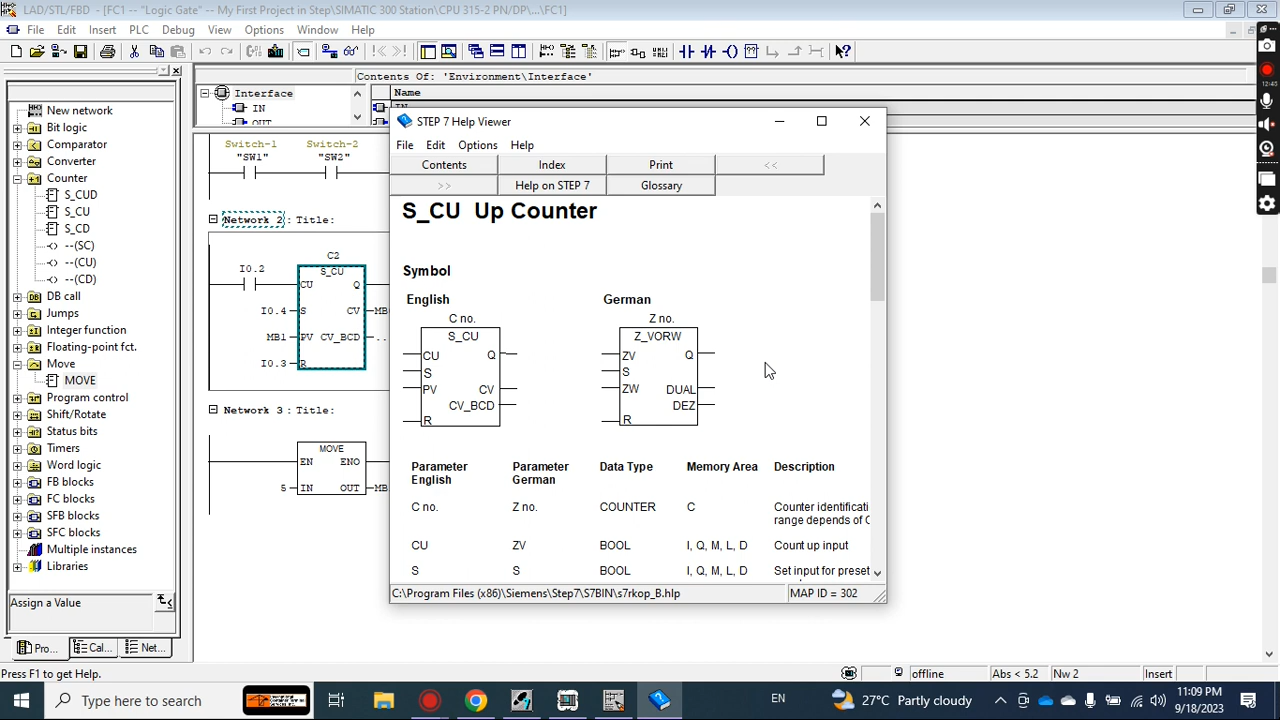 LAD/STL/FBD - [FC1 -- "Logic Gate" -- My First Project in Step\SIMATIC 300 Station\CPU 315-2 PN/DP\...\FC1]
File Edit Insert PLC Debug View Options Window Help
Contents Of: 'Environment\Interface'
Interface
IN
OUT
Name
IN
New network
Bit logic
Comparator
Converter
Counter
S_CUD
S_CU
S_CD
--(SC)
--(CU)
--(CD)
DB call
Jumps
Integer function
Floating-point fct.
Move
MOVE
Program control
Shift/Rotate
Status bits
Timers
Word logic
FB blocks
FC blocks
SFB blocks
SFC blocks
Multiple instances
Libraries
Assign a Value
Pro... Cal... Net...
Switch-1 Switch-2
"SW1" "SW2"
Network 2 : Title:
C2
I0.2 S_CU
CU Q
I0.4 S CV MB
MB1 PV CV_BCD ...
I0.3 R
Network 3 : Title:
MOVE
EN ENO
5 IN OUT MB
STEP 7 Help Viewer
File Edit Options Help
Contents Index Print <<
>> Help on STEP 7 Glossary
S_CU Up Counter
Symbol
English German
C no. Z no.
S_CU Z_VORW
CU Q ZV Q
S S
PV CV ZW DUAL
CV_BCD DEZ
R R
Parameter English Parameter German Data Type Memory Area Description
C no. Z no. COUNTER C Counter identificati
range depends of C
CU ZV BOOL I, Q, M, L, D Count up input
S S BOOL I, Q, M, L, D Set input for preset
C:\Program Files (x86)\Siemens\Step7\S7BIN\s7rkop_B.hlp MAP ID = 302
Press F1 to get Help. offline Abs < 5.2 Nw 2 Insert
Type here to search
EN
27°C Partly cloudy
11:09 PM
9/18/2023